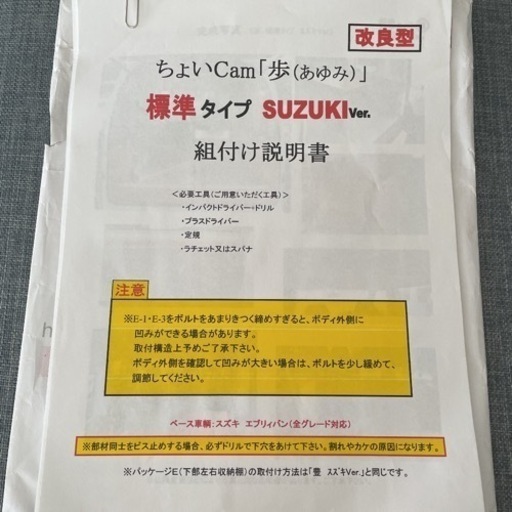 改良型
ちょいCam「歩(あゆみ)」
標準タイプ SUZUKIVer.
組付け説明書
＜必要工具(ご用意いただく工具)＞
・インパクトドライバー・ドリル
・プラスドライバー
・定規
・ラチェット又はスパナ
注意
※E-1・E-3をボルトをあまりきつく締めすぎると、ボディ外側に
凹みができる場合があります。
取付構造上予めご了承下さい。
ボディ外側を確認して凹みが大きい場合は、ボルトを少し緩めて、
調節してください。
ベース車輌：スズキ エブリィバン(全グレード対応)
※部材同士をビス止めする場合、必ずドリルで下穴をあけて下さい。割れやカケの原因になります。
※パッケージE(下部左右収納棚)の取付け方法は「豊 スズキVer.」と同じです。